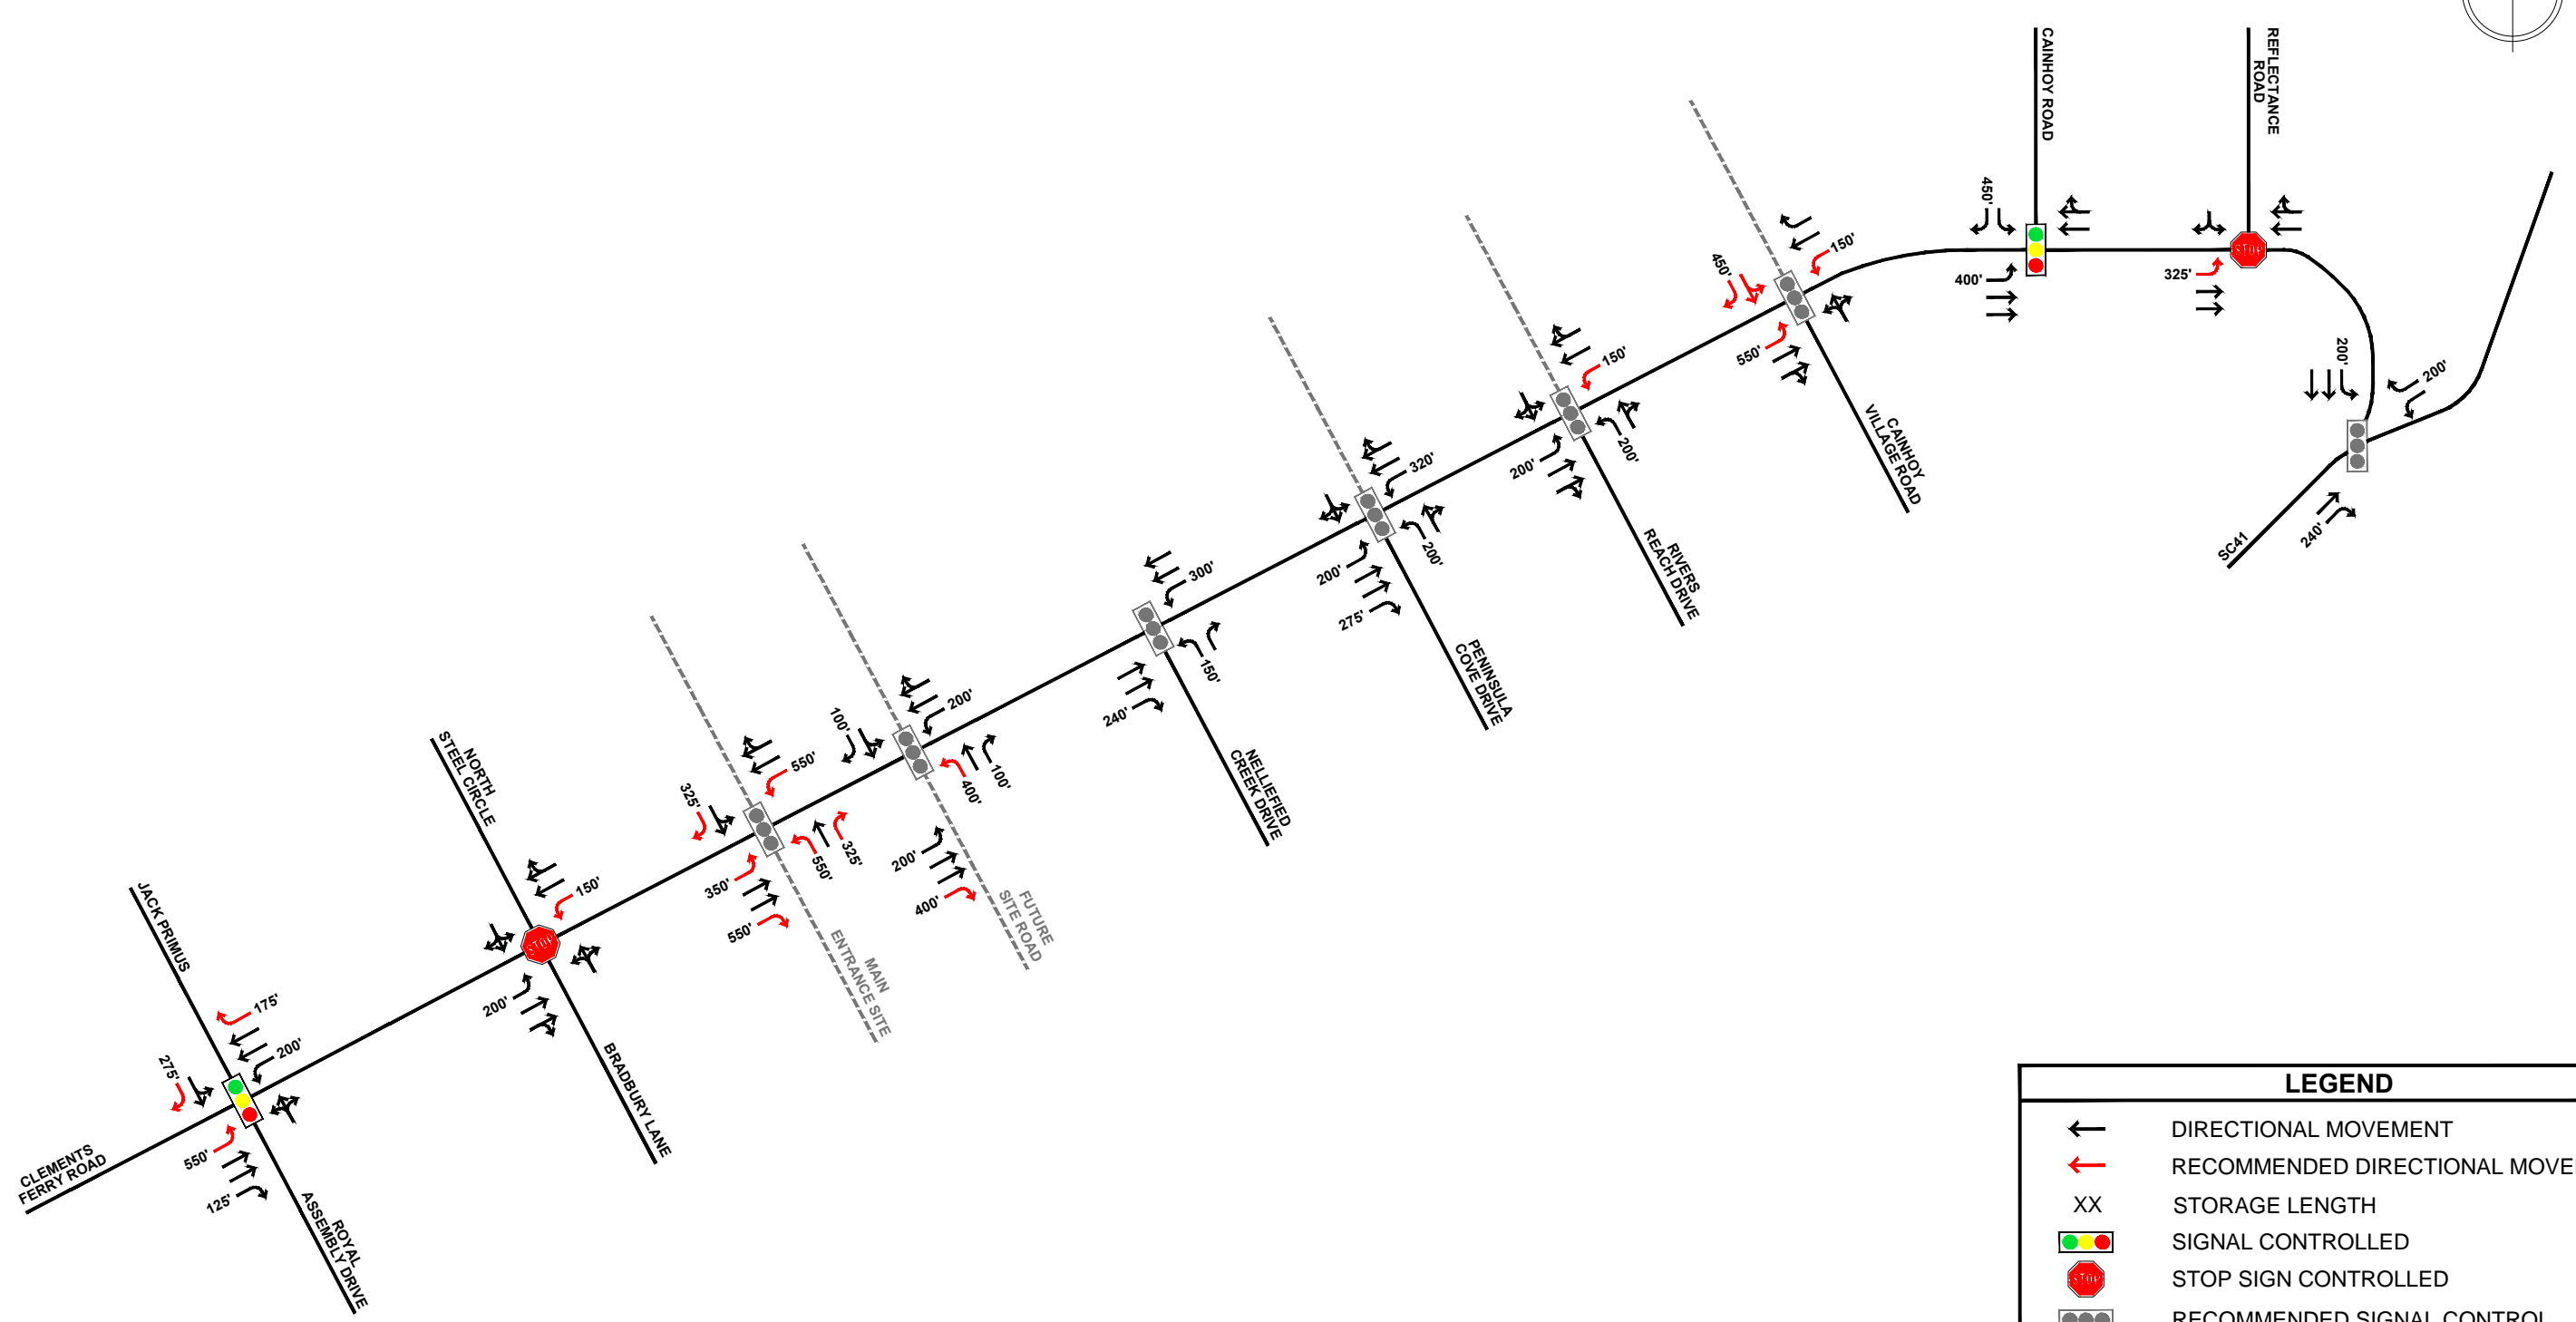 CAINHOY ROAD
REFLECTANCE
ROAD
450'
400'
325'
STOP
200'
200'
240'
SC41
150'
450'
550'
CAINHOY
VILLAGE ROAD
150'
200'
200'
RIVERS
REACH DRIVE
320'
200'
200'
275'
PENINSULA
COVE DRIVE
300'
150'
240'
NELLIEFIED
CREEK DRIVE
200'
100'
400'
100'
200'
400'
FUTURE
SITE ROAD
550'
325'
550'
325'
350'
550'
MAIN
ENTRANCE SITE
NORTH
STEEL CIRCLE
150'
STOP
200'
BRADBURY LANE
JACK PRIMUS
175'
200'
275'
550'
125'
CLEMENTS
FERRY ROAD
ROYAL
ASSEMBLY DRIVE
LEGEND
DIRECTIONAL MOVEMENT
RECOMMENDED DIRECTIONAL MOVE
XX STORAGE LENGTH
SIGNAL CONTROLLED
STOP STOP SIGN CONTROLLED
RECOMMENDED SIGNAL CONTROL